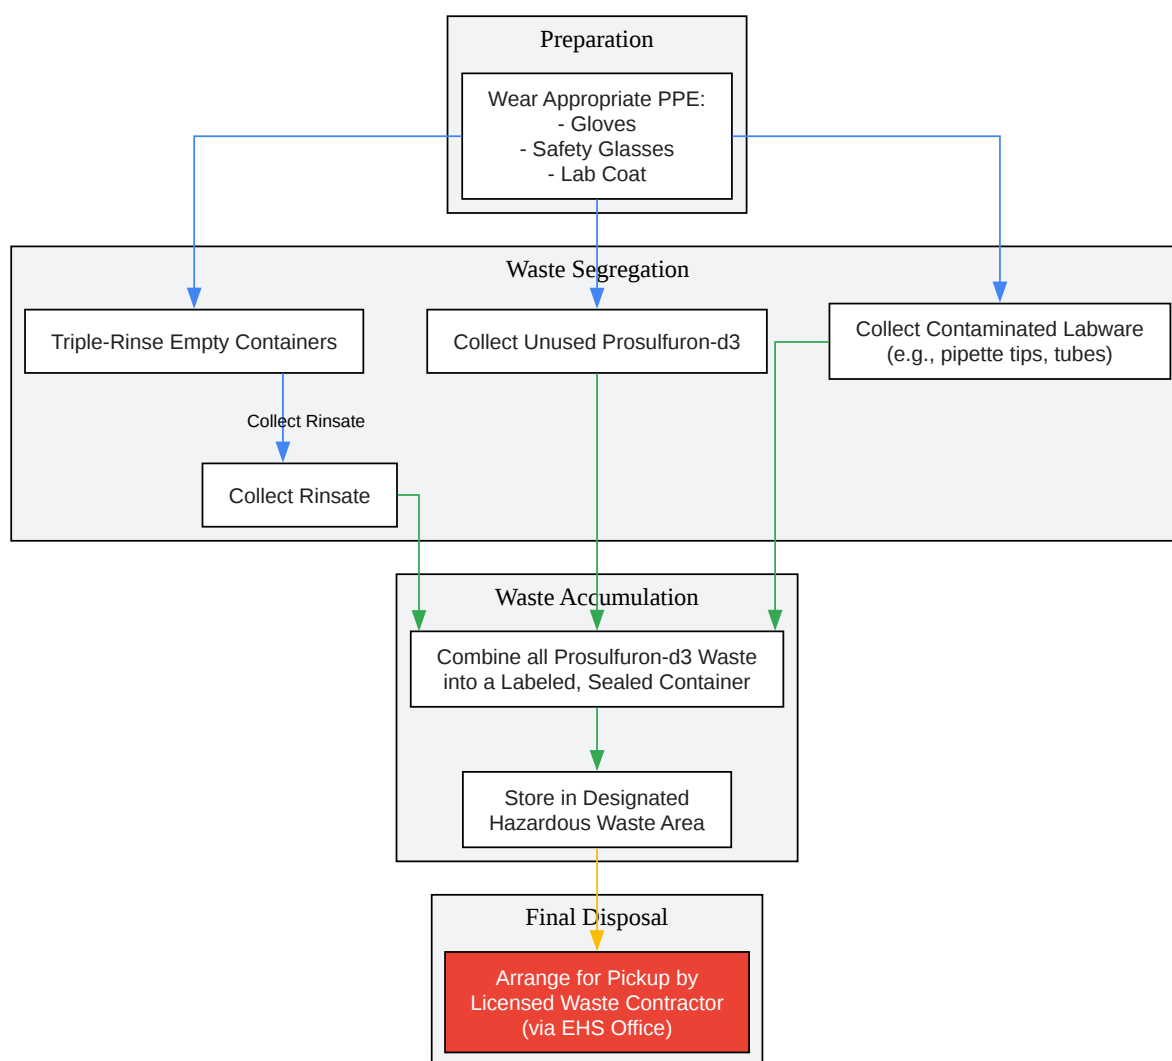 Preparation
Wear Appropriate PPE:
- Gloves
- Safety Glasses
- Lab Coat
Waste Segregation
Triple-Rinse Empty Containers
Collect Unused Prosulfuron-d3
Collect Contaminated Labware
(e.g., pipette tips, tubes)
Collect Rinsate
Collect Rinsate
Waste Accumulation
Combine all Prosulfuron-d3 Waste
into a Labeled, Sealed Container
Store in Designated
Hazardous Waste Area
Final Disposal
Arrange for Pickup by
Licensed Waste Contractor
(via EHS Office)